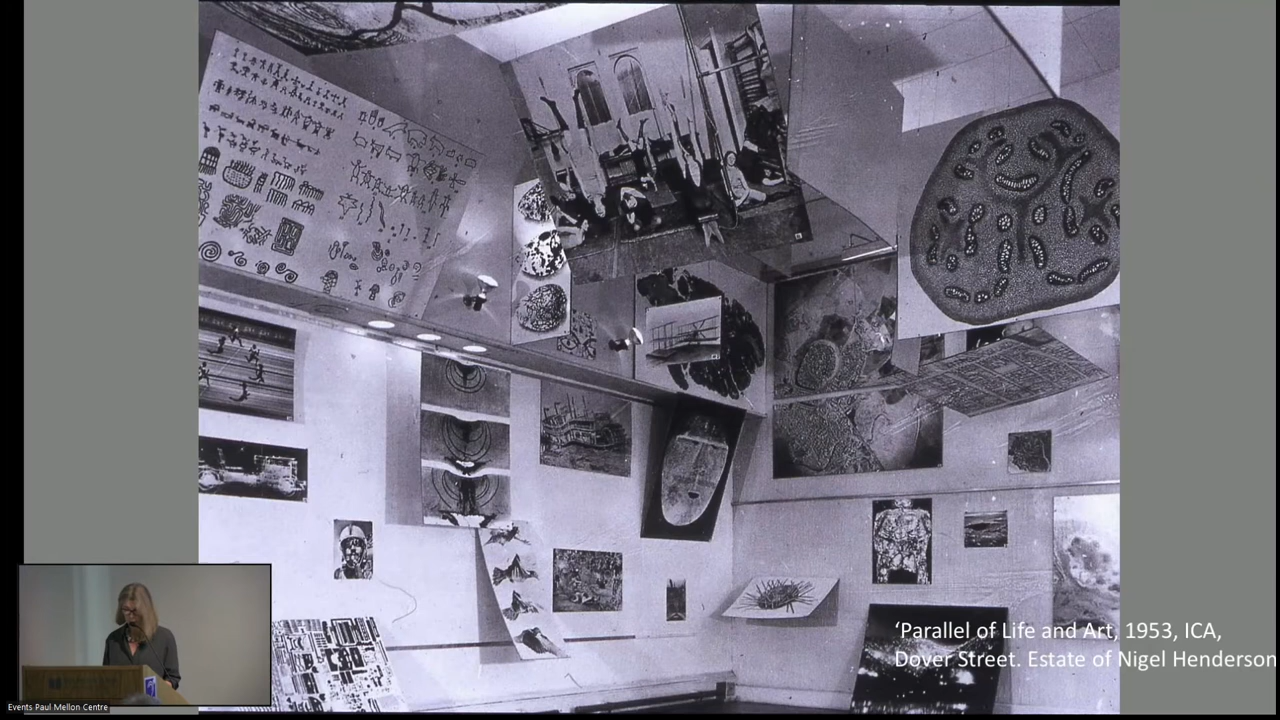 ‘Parallel of Life and Art, 1953, ICA,
Dover Street. Estate of Nigel Henderson
Events Paul Mellon Centre